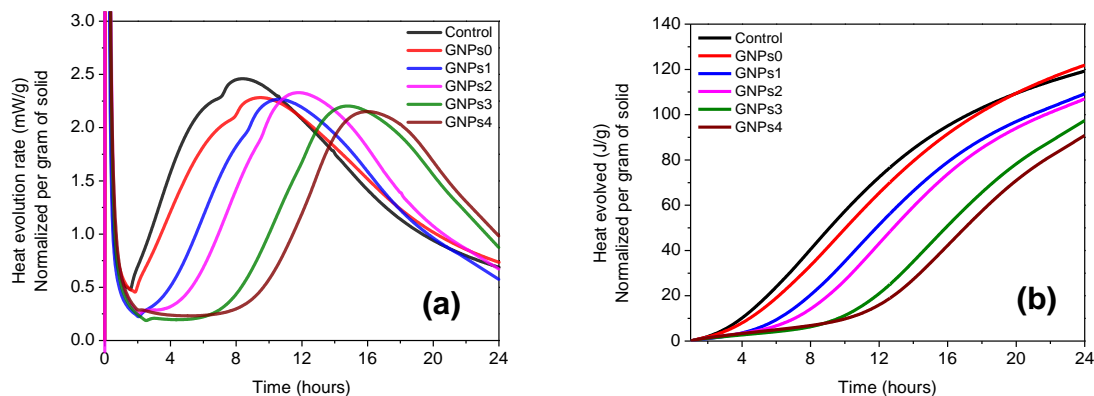 3.0
2.5
2.0
1.5
1.0
0.5
0.0
Heat evolution rate (mW/g)
Normalized per gram of solid
Control
GNPs0
GNPs1
GNPs2
GNPs3
GNPs4
(a)
0 4 8 12 16 20 24
Time (hours)
140
120
100
80
60
40
20
0
Heat evolved (J/g)
Normalized per gram of solid
Control
GNPs0
GNPs1
GNPs2
GNPs3
GNPs4
(b)
4 8 12 16 20 24
Time (hours)